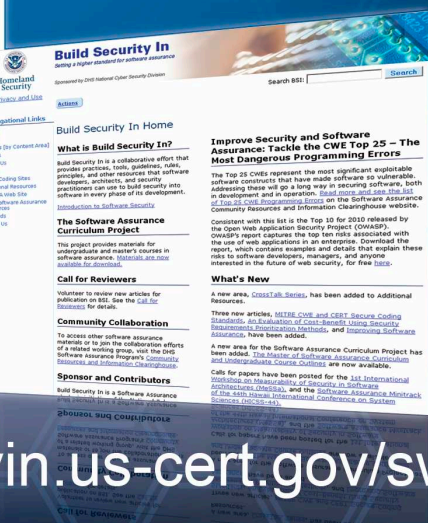 Build Security In
Setting a higher standard for software assurance
Sponsored by DHS National Cyber Security Division
Homeland
Security
Search BSI:
Search
Privacy and Use
Actions
Build Security In Home
What is Build Security In?
Build Security In is a collaborative effort that
provides practices, tools, guidelines, rules,
principles, and other resources that software
developers, architects, and security
practitioners can use to build security into
software in every phase of its development.
Introduction to Software Security
The Software Assurance
Curriculum Project
This project provides materials for
undergraduate and master's courses in
software assurance. Materials are now
available for download.
Call for Reviewers
Volunteer to review new articles for
publication on BSI. See the Call for
Reviewers for details.
Community Collaboration
To access other software assurance
materials or to join the collaboration efforts
of a related working group, visit the DHS
Software Assurance Program's Community
Resources and Information Clearinghouse.
Sponsor and Contributors
Build Security In is a Software Assurance
Improve Security and Software
Assurance: Tackle the CWE Top 25 – The
Most Dangerous Programming Errors
The Top 25 CWEs represent the most significant exploitable
software constructs that have made software so vulnerable.
Addressing these will go a long way in securing software, both
in development and in operation. Read more and see the list
of Top 25 CWE Programming Errors on the Software Assurance
Community Resources and Information Clearinghouse website.
Consistent with this list is the Top 10 for 2010 released by
the Open Web Application Security Project (OWASP).
OWASP's report captures the top ten risks associated with
the use of web applications in an enterprise. Download the
report, which contains examples and details that explain these
risks to software developers, managers, and anyone
interested in the future of web security, for free here.
What's New
A new area, CrossTalk Series, has been added to Additional
Resources.
Three new articles, MITRE CWE and CERT Secure Coding
Standards, An Evaluation of Cost-Benefit Using Security
Requirements Prioritization Methods, and Improving Software
Assurance, have been added.
A new area for the Software Assurance Curriculum Project has
been added. The Master of Software Assurance Curriculum
and Undergraduate Course Outlines are now available.
Calls for papers have been posted for the 1st International
Workshop on Measurability of Security in Software
Architectures (MeSSa), and the Software Assurance Minitrack
of the 44th Hawaii International Conference on System
Sciences (HICSS-44).
in.us-cert.gov/sw